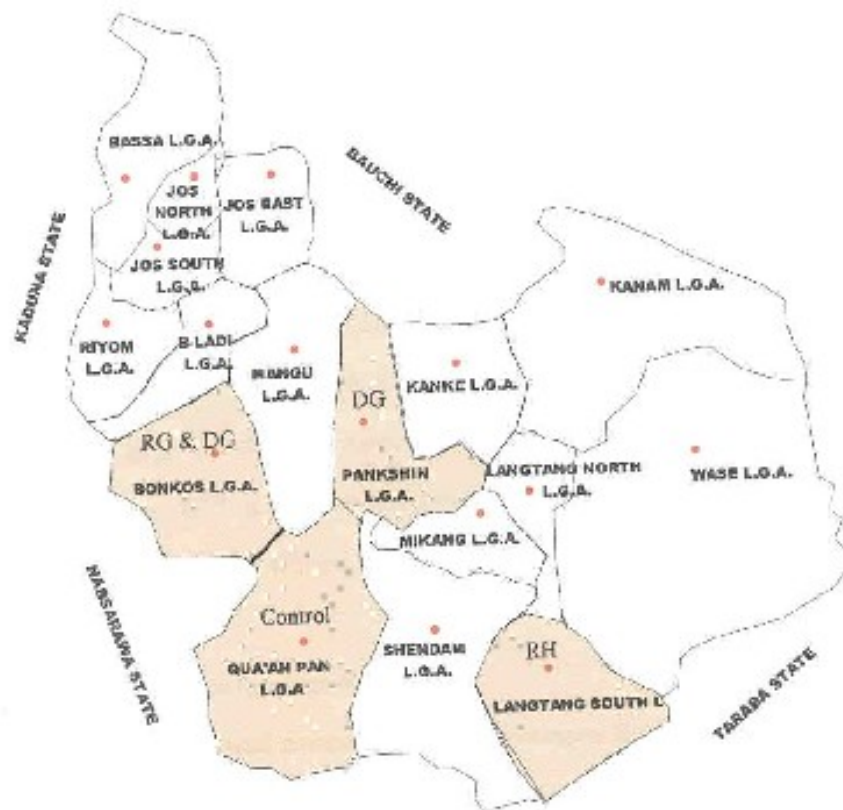 BASSA L.G.A.
JOS
NORTH
L.G.A.
JOS EAST
L.G.A.
BAUCHI STATE
KADUNA STATE
JOS SOUTH
L.G.A.
KANAM L.G.A.
RIYOM
L.G.A.
B-LADI
L.G.A.
MANGU
L.G.A.
DG
KANKE L.G.A.
RG & DG
BONKOS L.G.A.
PANKSHIN
L.G.A.
LANGTANG NORTH
L.G.A.
WASE L.G.A.
MIKANG L.G.A.
NASSARAWA STATE
Control
QUA'AN PAN
L.G.A
SHENDAM
L.G.A.
RH
LANGTANG SOUTH L
TARABA STATE